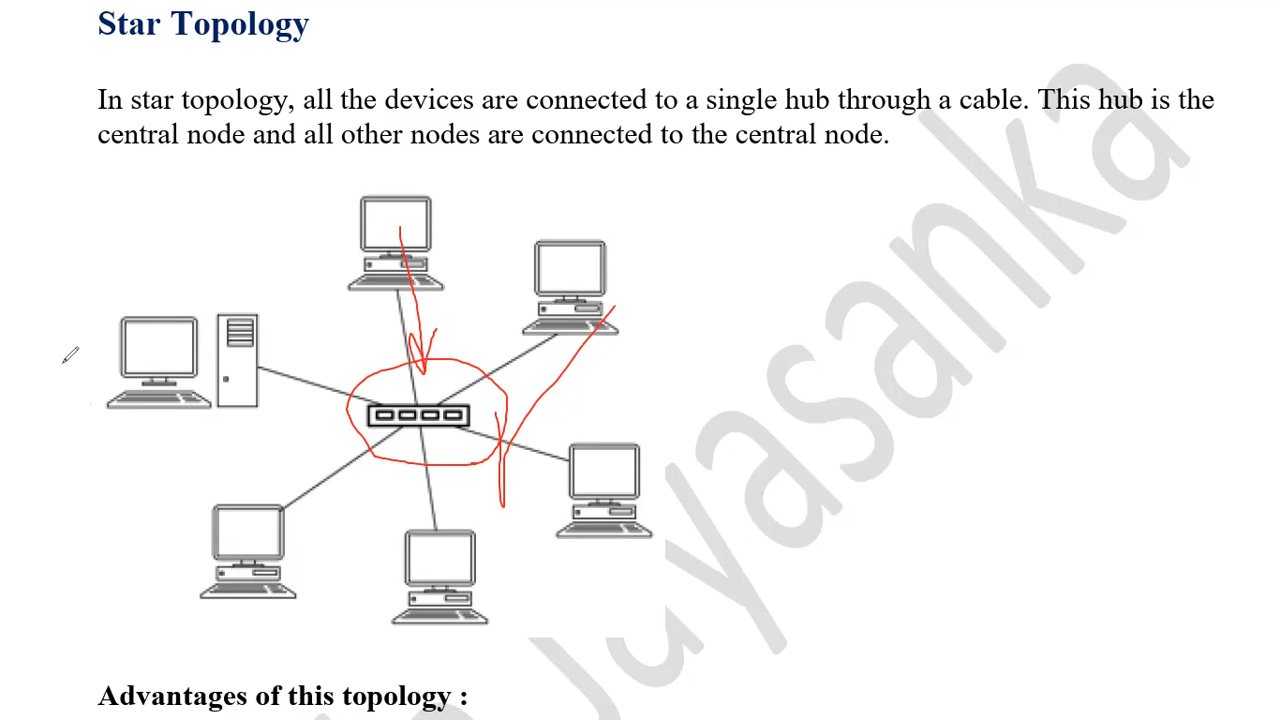 Star Topology
In star topology, all the devices are connected to a single hub through a cable. This hub is the
central node and all other nodes are connected to the central node.
Advantages of this topology :
Juyasanka